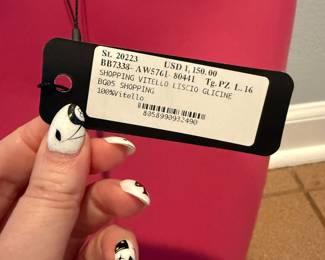 St. 20223 USD 1,150.00
BB7338- AW576I- 80441 Tg. PZ L. 16
SHOPPING VITELLO LISCIO GLICINE
BG05 SHOPPING
100%Vitello
8058990932490